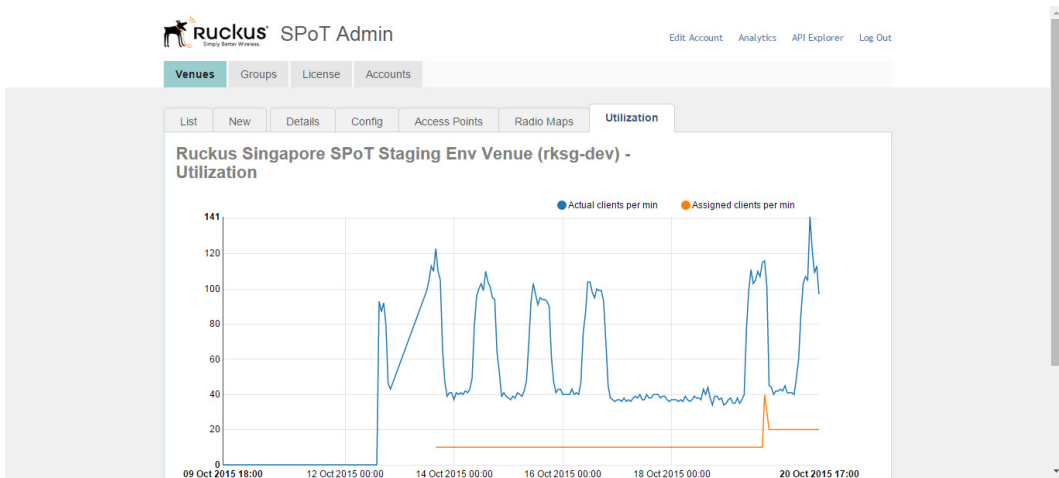 Ruckus SPoT Admin
Simply Better Wireless.
Edit Account Analytics API Explorer Log Out
Venues Groups License Accounts
List New Details Config Access Points Radio Maps Utilization
Ruckus Singapore SPoT Staging Env Venue (rksg-dev) -
Utilization
Actual clients per min Assigned clients per min
141
120
100
80
60
40
20
0
09 Oct 2015 18:00 12 Oct 2015 00:00 14 Oct 2015 00:00 16 Oct 2015 00:00 18 Oct 2015 00:00 20 Oct 2015 17:00